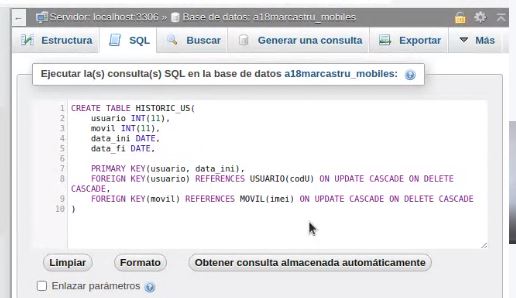 Servidor: localhost:3306 » Base de datos: a18marcastru_mobiles
Estructura SQL Buscar Generar una consulta Exportar Más
Ejecutar la(s) consulta(s) SQL en la base de datos a18marcastru_mobiles:
1 CREATE TABLE HISTORIC_US(
2 usuario INT(11),
3 movil INT(11),
4 data_ini DATE,
5 data_fi DATE,
6
7 PRIMARY KEY(usuario, data_ini),
8 FOREIGN KEY(usuario) REFERENCES USUARIO(codU) ON UPDATE CASCADE ON DELETE
CASCADE,
9 FOREIGN KEY(movil) REFERENCES MOVIL(imei) ON UPDATE CASCADE ON DELETE CASCADE
10 )
Limpiar Formato Obtener consulta almacenada automáticamente
Enlazar parámetros